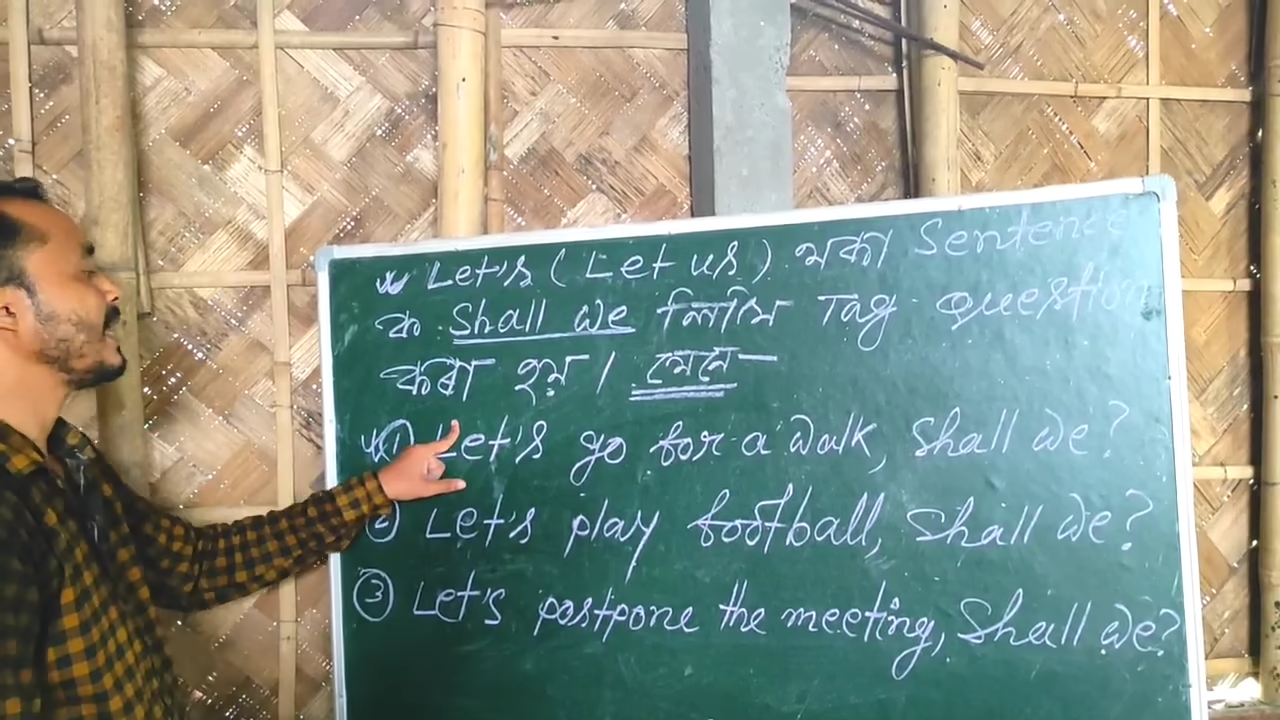 * Let's (Let us) থকা Sentence
ক Shall we লিখি Tag question
কৰা হয়। যেনে—
*① Let's go for a walk, Shall we?
② Let's play football, Shall we?
③ Let's postpone the meeting, Shall we?